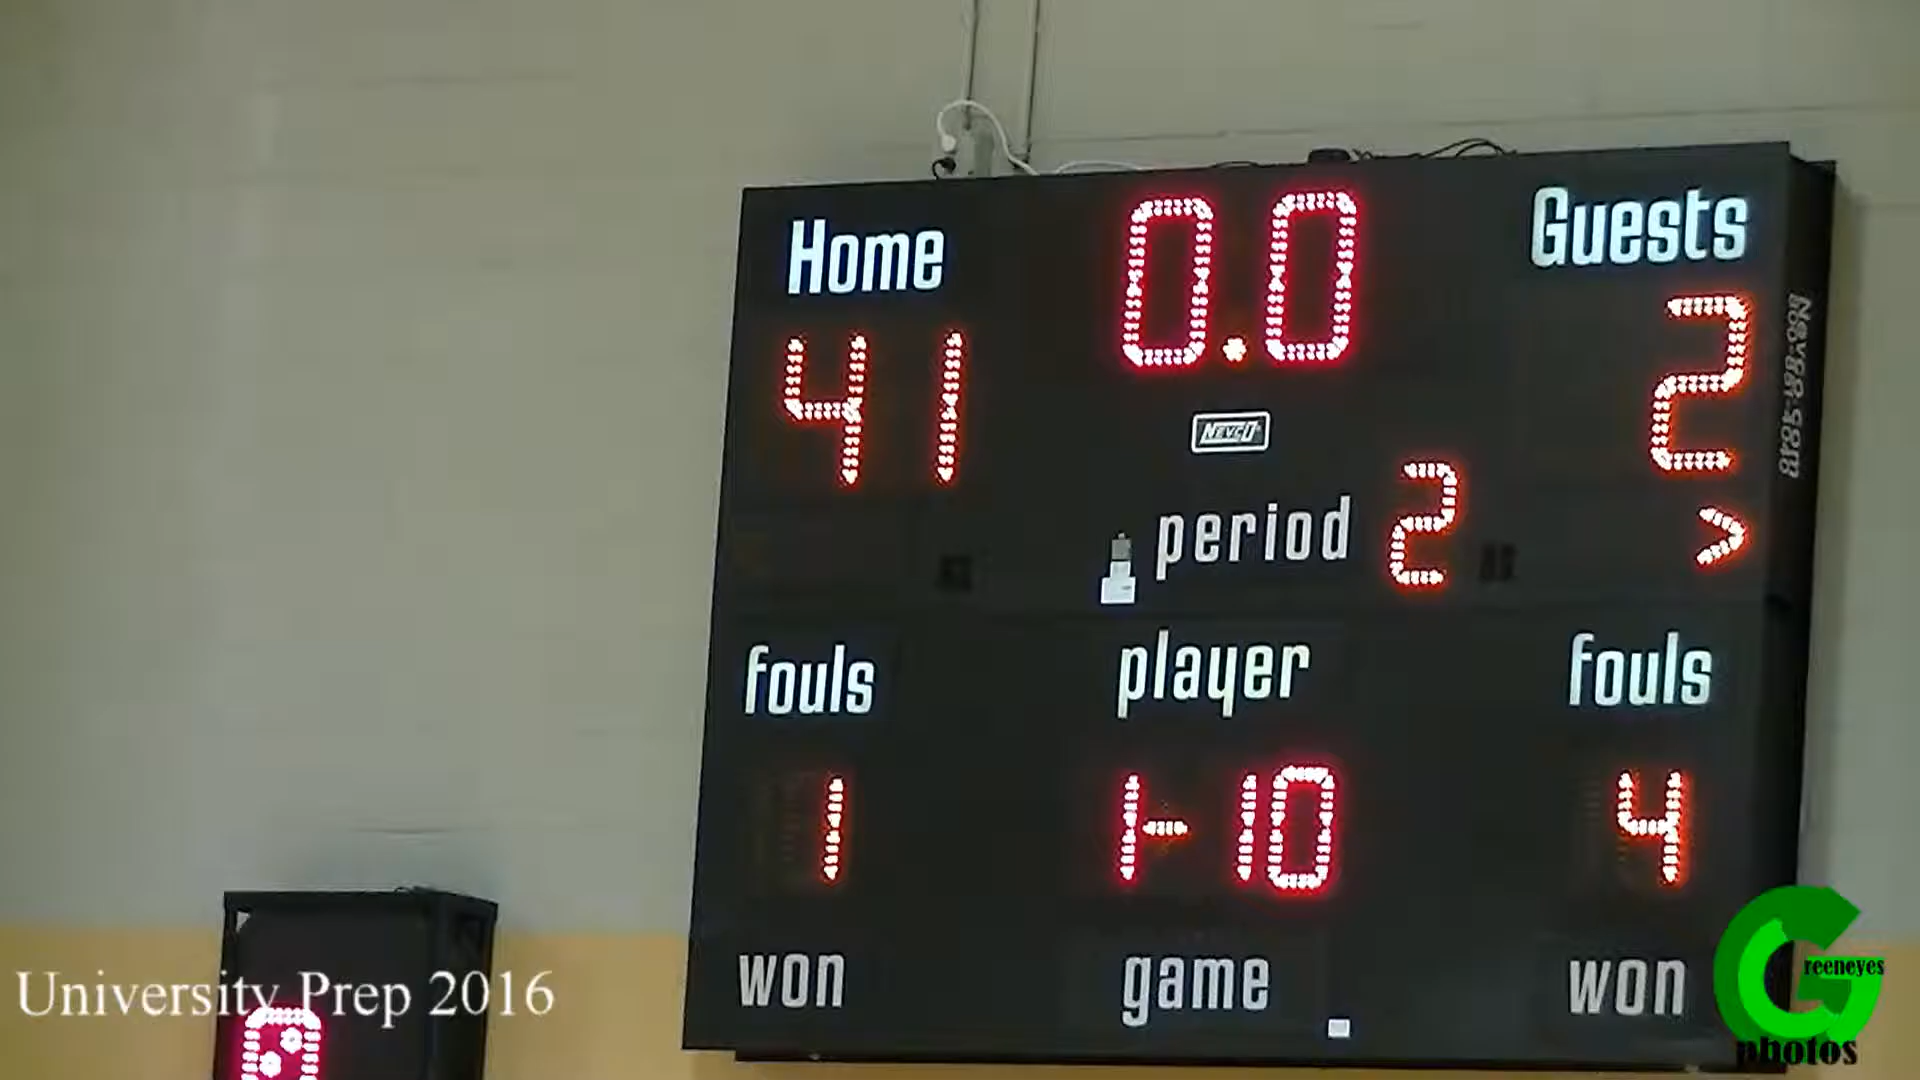 Home 0.0 Guests
41 2
NEVCO
period 2 >
fouls player fouls
1 1- 10 4
won game won
University Prep 2016
Greeneyes
photos